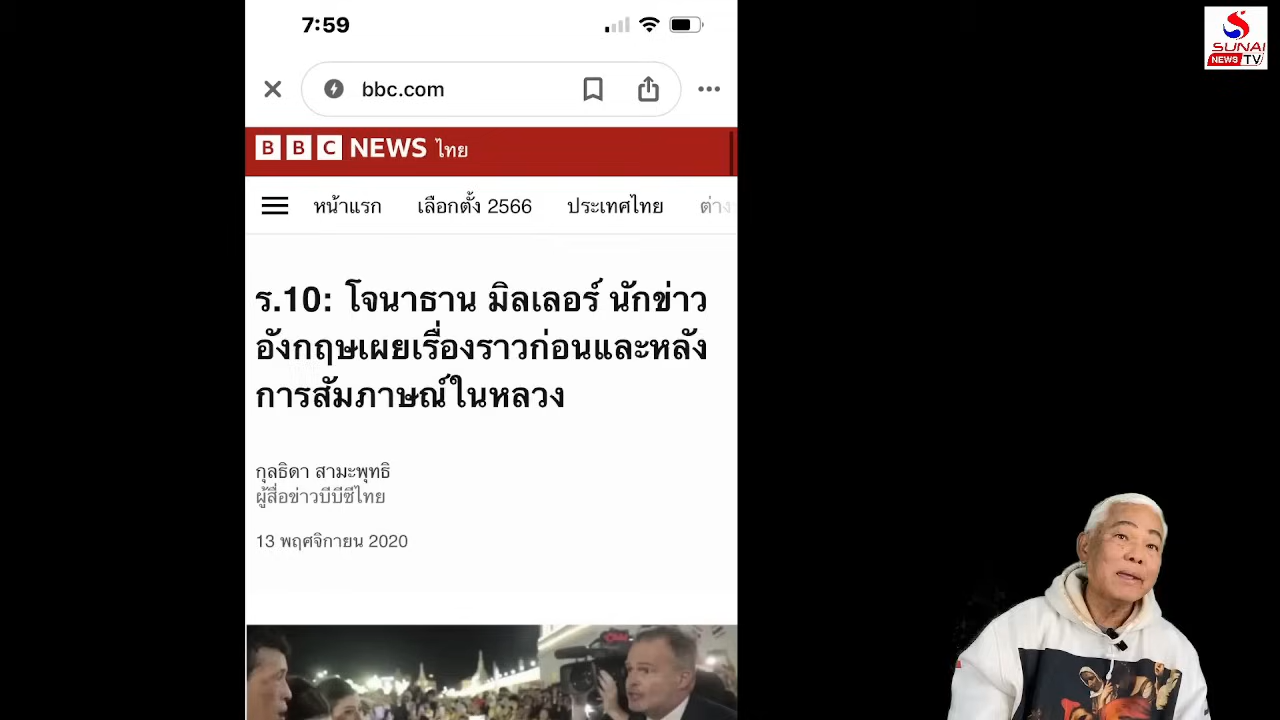 7:59
SUNAI
NEWS TV
bbc.com
BBC NEWS ไทย
หน้าแรก เลือกตั้ง 2566 ประเทศไทย ต่าง
ร.10: โจนาธาน มิลเลอร์ นักข่าว
อังกฤษเผยเรื่องราวก่อนและหลัง
การสัมภาษณ์ในหลวง
กุลธิดา สามะพุทธิ
ผู้สื่อข่าวบีบีซีไทย
13 พฤศจิกายน 2020